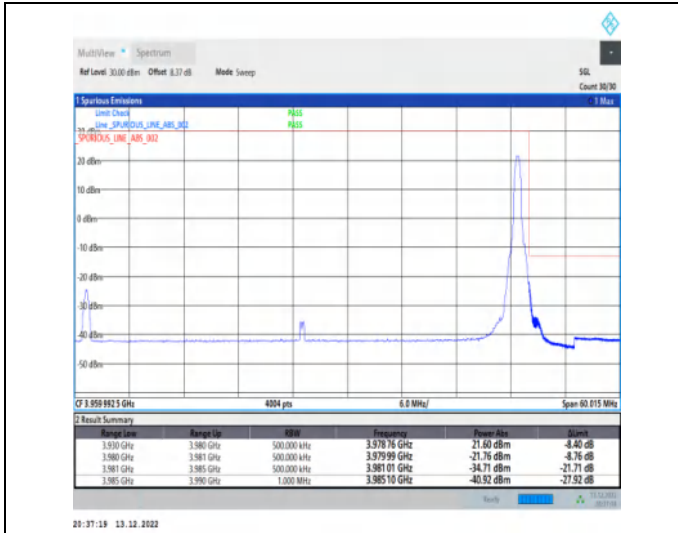 MultiView Spectrum
Ref Level 30.00 dBm Offset 8.37 dB Mode Sweep SGL
Count 30/30
1 Spurious Emissions 1 Max
Limit Check PASS
Line _SPURIOUS_LINE_ABS_002 PASS
30 dBm
SPURIOUS_LINE_ABS_002
20 dBm
10 dBm
0 dBm
-10 dBm
-20 dBm
-30 dBm
-40 dBm
-50 dBm
CF 3.959 992 5 GHz 4004 pts 6.0 MHz/ Span 60.015 MHz
2 Result Summary
Range Low Range Up RBW Frequency Power Abs ΔLimit
3.930 GHz 3.980 GHz 500.000 kHz 3.978 76 GHz 21.60 dBm -8.40 dB
3.980 GHz 3.981 GHz 500.000 kHz 3.979 99 GHz -21.76 dBm -8.76 dB
3.981 GHz 3.985 GHz 500.000 kHz 3.981 01 GHz -34.71 dBm -21.71 dB
3.985 GHz 3.990 GHz 1.000 MHz 3.985 10 GHz -40.92 dBm -27.92 dB
Ready 13.12.2022
20:37:19 13.12.2022